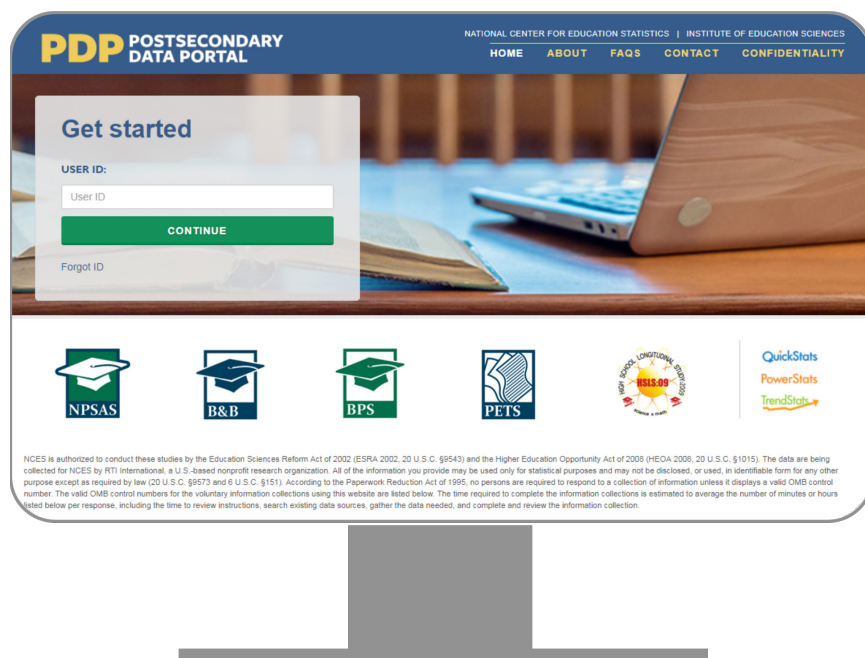 PDP POSTSECONDARY DATA PORTAL
NATIONAL CENTER FOR EDUCATION STATISTICS | INSTITUTE OF EDUCATION SCIENCES
HOME ABOUT FAQS CONTACT CONFIDENTIALITY
Get started
USER ID:
User ID
CONTINUE
Forgot ID
NPSAS
B&B
BPS
PETS
HIGH SCHOOL LONGITUDINAL STUDY:2009
HSLS:09
science & math
QuickStats
PowerStats
TrendStats
NCES is authorized to conduct these studies by the Education Sciences Reform Act of 2002 (ESRA 2002, 20 U.S.C. §9543) and the Higher Education Opportunity Act of 2008 (HEOA 2008, 20 U.S.C. §1015). The data are being
collected for NCES by RTI International, a U.S.-based nonprofit research organization. All of the information you provide may be used only for statistical purposes and may not be disclosed, or used, in identifiable form for any other
purpose except as required by law (20 U.S.C. §9573 and 6 U.S.C. §151). According to the Paperwork Reduction Act of 1995, no persons are required to respond to a collection of information unless it displays a valid OMB control
number. The valid OMB control numbers for the voluntary information collections using this website are listed below. The time required to complete the information collections is estimated to average the number of minutes or hours
listed below per response, including the time to review instructions, search existing data sources, gather the data needed, and complete and review the information collection.